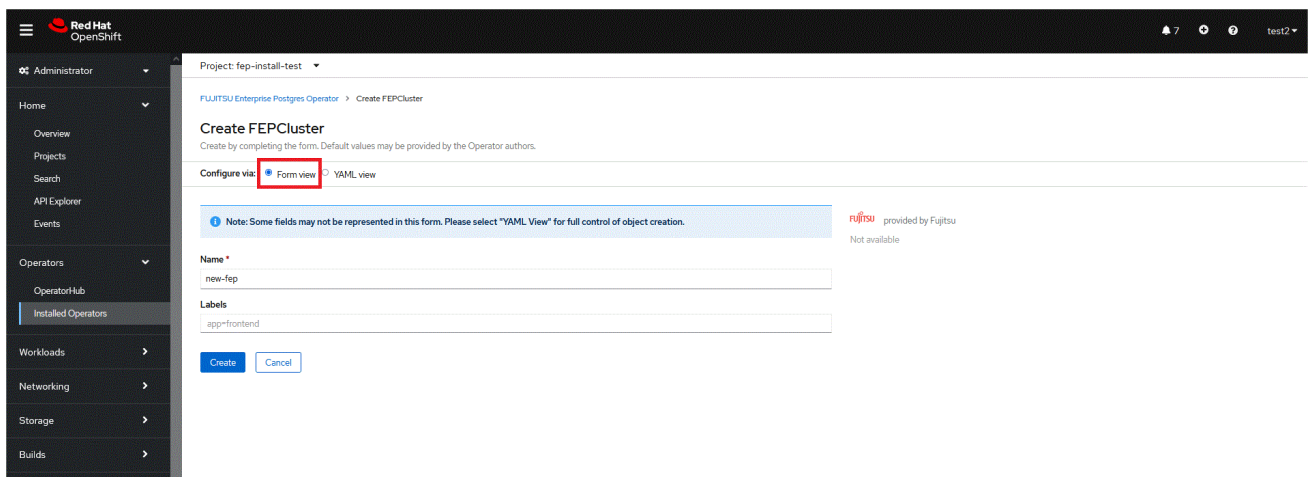 Red Hat
OpenShift
7
test2
Administrator
Home
Overview
Projects
Search
API Explorer
Events
Operators
OperatorHub
Installed Operators
Workloads
Networking
Storage
Builds
Project: fep-install-test
FUJITSU Enterprise Postgres Operator > Create FEPCluster
Create FEPCluster
Create by completing the form. Default values may be provided by the Operator authors.
Configure via: Form view YAML view
Note: Some fields may not be represented in this form. Please select "YAML View" for full control of object creation.
Name *
new-fep
Labels
app=frontend
Create Cancel
FUJITSU provided by Fujitsu
Not available